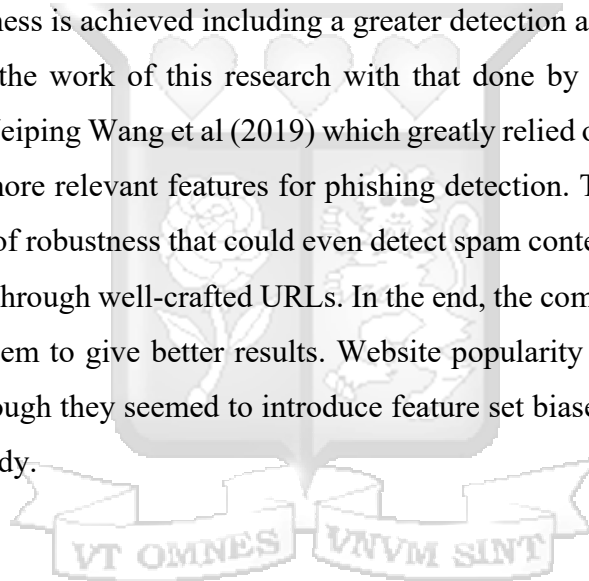 ness is achieved including a greater detection a
the work of this research with that done by
eiping Wang et al (2019) which greatly relied o
nore relevant features for phishing detection. T
of robustness that could even detect spam conte
hrough well-crafted URLs. In the end, the com
em to give better results. Website popularity
ough they seemed to introduce feature set biase
dy.
VT OMNES VNVM SINT